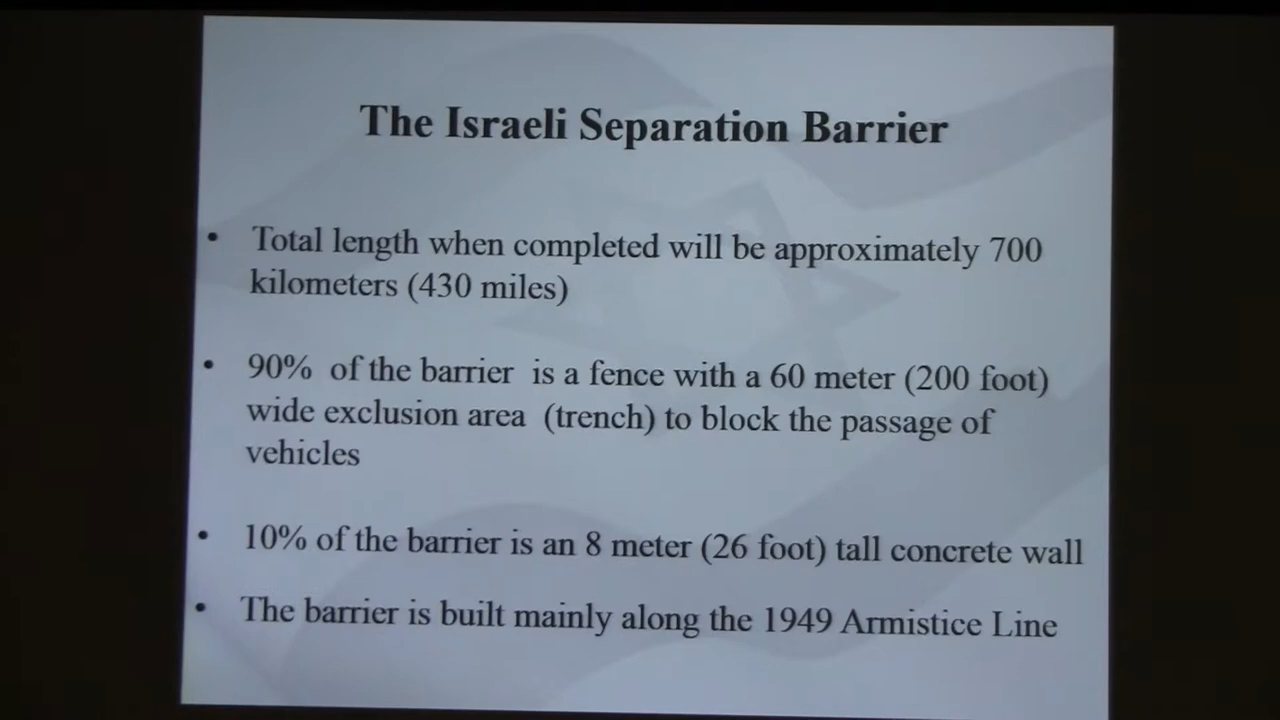 The Israeli Separation Barrier
• Total length when completed will be approximately 700
kilometers (430 miles)
• 90% of the barrier is a fence with a 60 meter (200 foot)
wide exclusion area (trench) to block the passage of
vehicles
• 10% of the barrier is an 8 meter (26 foot) tall concrete wall
• The barrier is built mainly along the 1949 Armistice Line